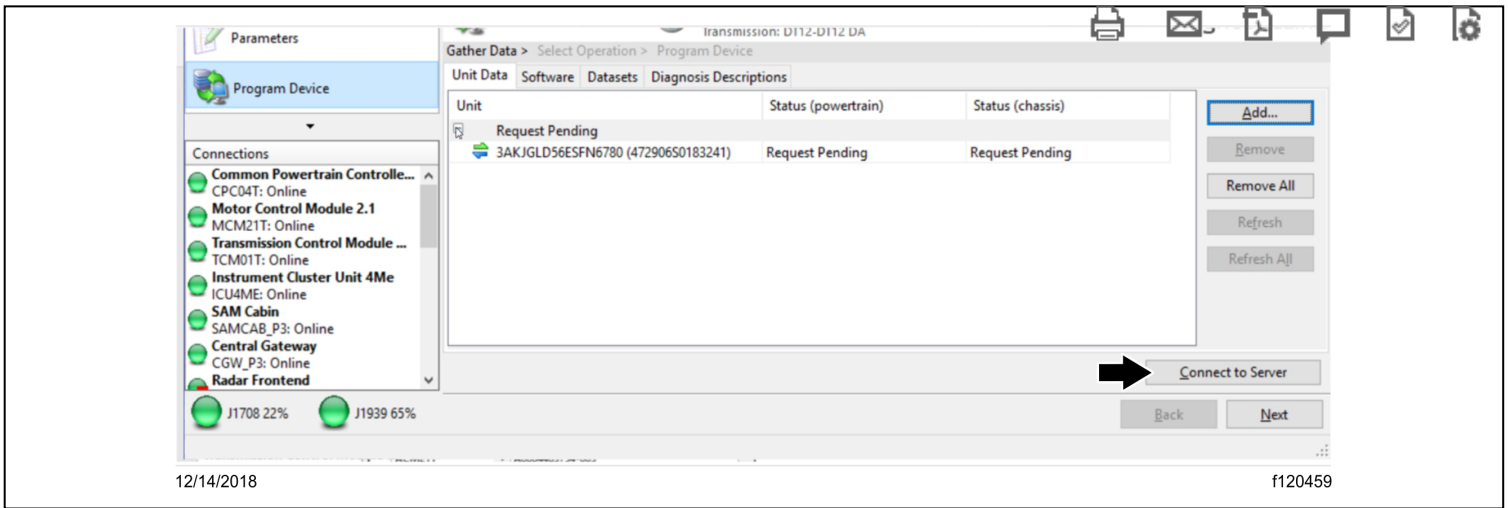 Parameters
Transmission: DT12-DT12 DA
Gather Data > Select Operation > Program Device
Program Device
Unit Data Software Datasets Diagnosis Descriptions
Unit Status (powertrain) Status (chassis)
Request Pending
3AKJGLD56ESFN6780 (472906S0183241) Request Pending Request Pending
Add...
Remove
Remove All
Refresh
Refresh All
Connections
Common Powertrain Controlle...
CPC04T: Online
Motor Control Module 2.1
MCM21T: Online
Transmission Control Module ...
TCM01T: Online
Instrument Cluster Unit 4Me
ICU4ME: Online
SAM Cabin
SAMCAB_P3: Online
Central Gateway
CGW_P3: Online
Radar Frontend
Connect to Server
J1708 22% J1939 65%
Back Next
12/14/2018 f120459